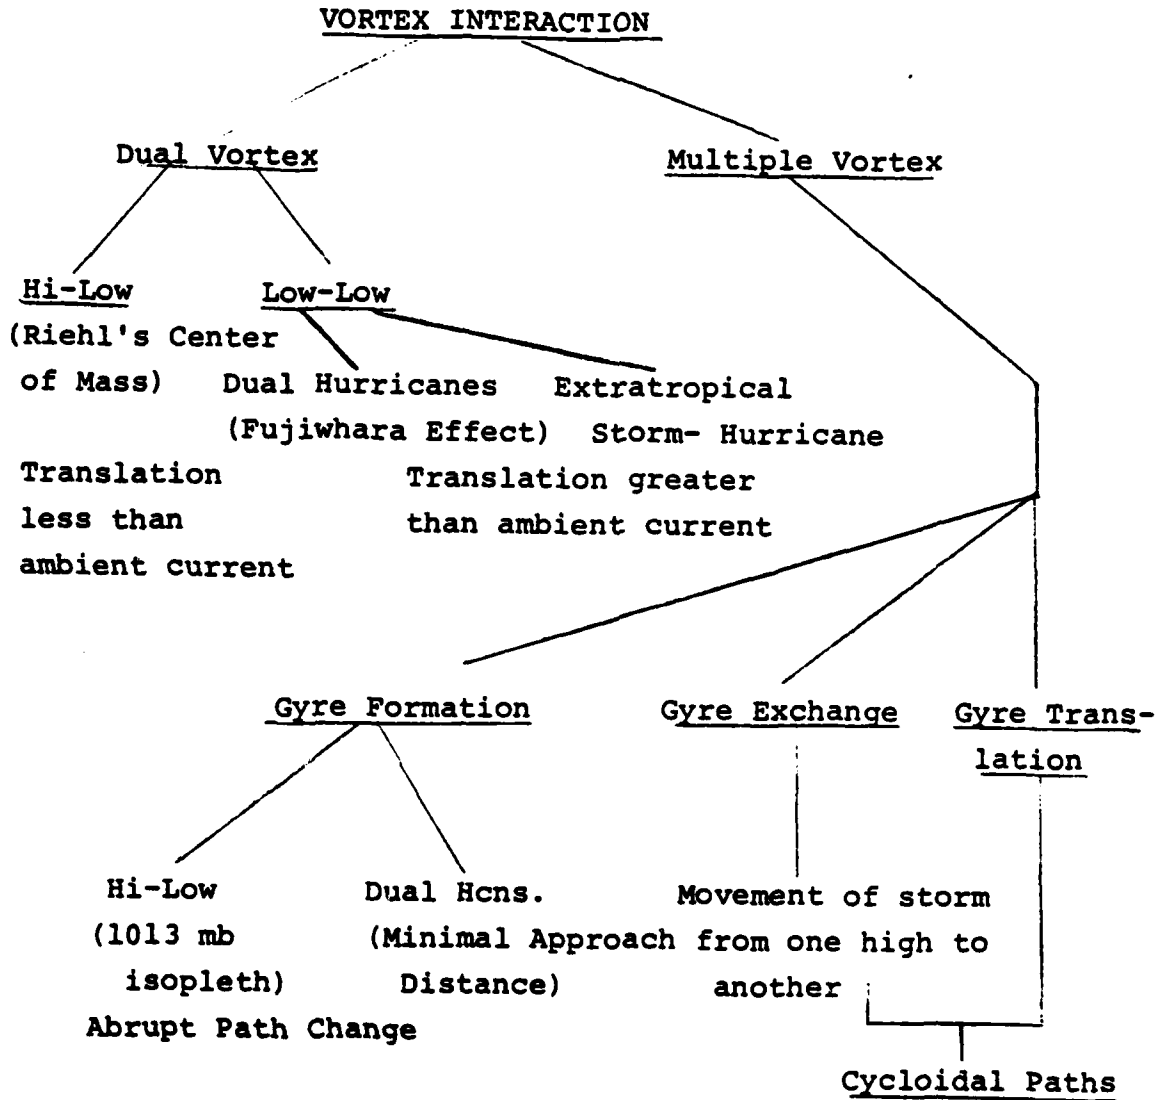 VORTEX INTERACTION
Dual Vortex
Multiple Vortex
Hi-Low
(Riehl's Center
of Mass)
Translation
less than
ambient current
Low-Low
Dual Hurricanes
(Fujiwhara Effect)
Extratropical
Storm- Hurricane
Translation greater
than ambient current
Gyre Formation
Gyre Exchange
Gyre Trans-
lation
Hi-Low
(1013 mb
isopleth)
Abrupt Path Change
Dual Hcns.
(Minimal Approach
Distance)
Movement of storm
from one high to
another
Cycloidal Paths